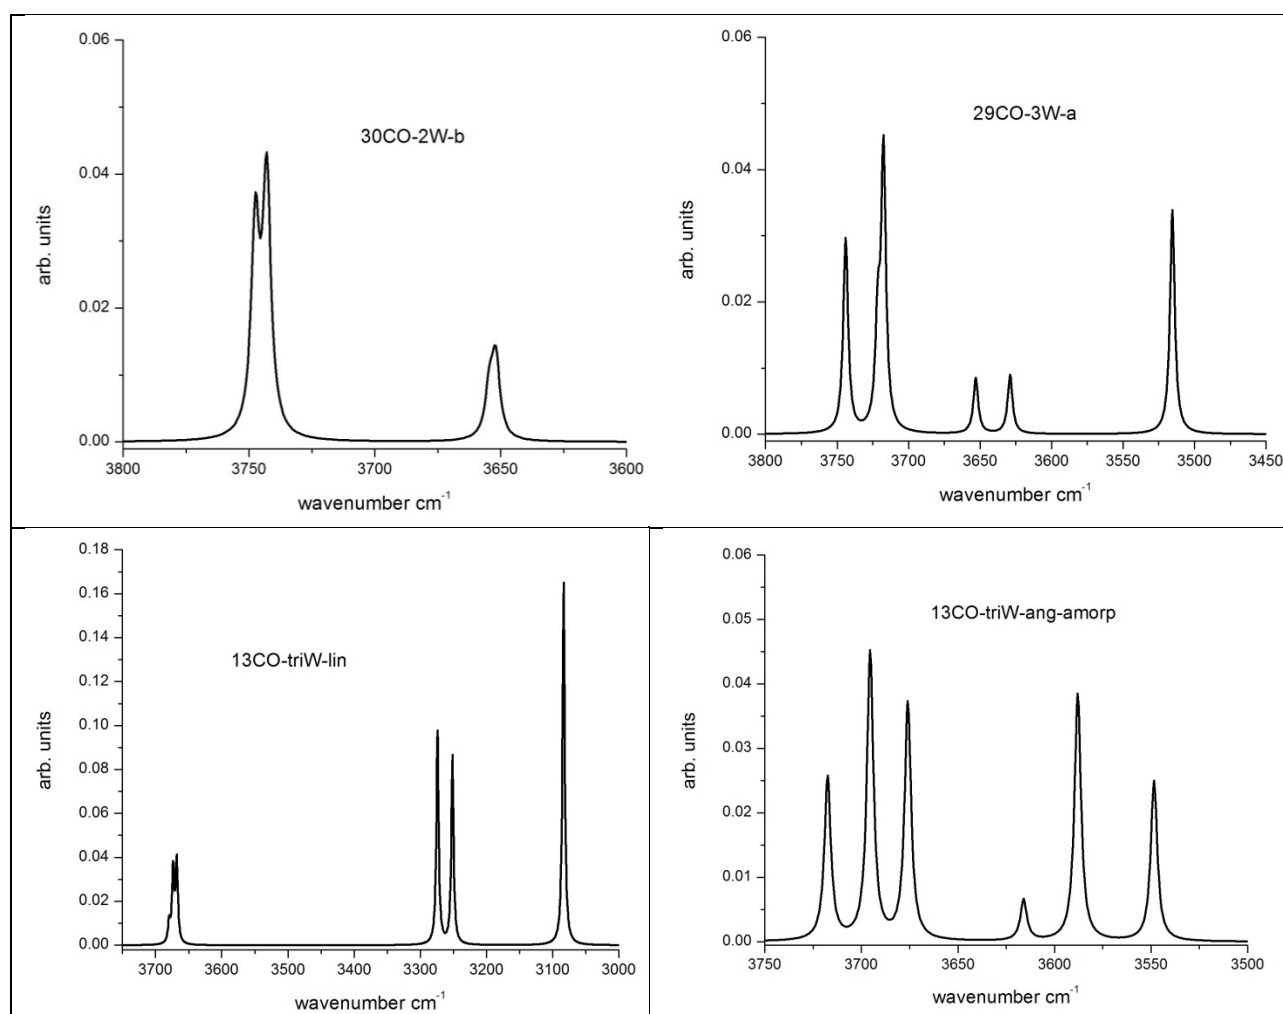 0.06
30CO-2W-b
0.04
arb. units
0.02
0.00
3800 3750 3700 3650 3600
wavenumber cm-1
0.06
29CO-3W-a
0.04
arb. units
0.02
0.00
3800 3750 3700 3650 3600 3550 3500 3450
wavenumber cm-1
0.18
0.16
0.14
13CO-triW-lin
0.12
0.10
arb. units
0.08
0.06
0.04
0.02
0.00
3700 3600 3500 3400 3300 3200 3100 3000
wavenumber cm-1
0.06
13CO-triW-ang-amorp
0.05
0.04
arb. units
0.03
0.02
0.01
0.00
3750 3700 3650 3600 3550 3500
wavenumber cm-1